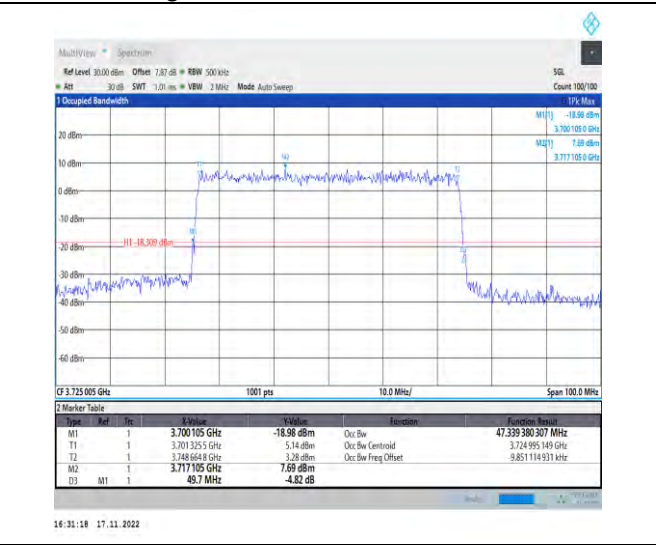 MultiView Spectrum
Ref Level 30.00 dBm Offset 7.87 dB RBW 500 kHz SGL
Att 30 dB SWT 1.01 ms VBW 2 MHz Mode Auto Sweep Count 100/100
1 Occupied Bandwidth 1Pk Max
M1[1] -18.98 dBm
3.700 105 0 GHz
M2[1] 7.69 dBm
3.717 105 0 GHz
20 dBm
10 dBm
0 dBm
-10 dBm
H1 -18.309 dBm
-20 dBm
-30 dBm
-40 dBm
-50 dBm
-60 dBm
CF 3.725 005 GHz 1001 pts 10.0 MHz/ Span 100.0 MHz
2 Marker Table
Type Ref Trc X-Value Y-Value Function Function Result
M1 1 3.700 105 GHz -18.98 dBm Occ Bw 47.339 380 307 MHz
T1 1 3.701 325 5 GHz 5.14 dBm Occ Bw Centroid 3.724 995 149 GHz
T2 1 3.748 664 8 GHz 3.28 dBm Occ Bw Freq Offset -9.851 114 931 kHz
M2 1 3.717 105 GHz 7.69 dBm
D3 M1 1 49.7 MHz -4.82 dB
16:31:18 17.11.2022